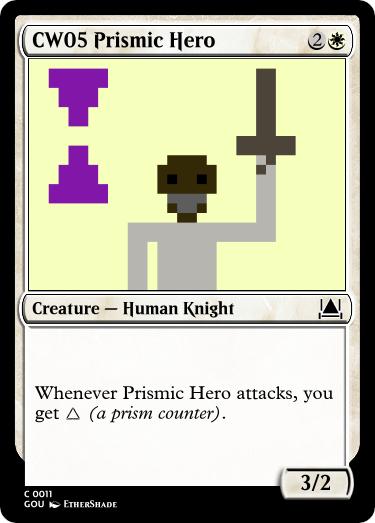 CW05 Prismic Hero 2
Creature — Human Knight
Whenever Prismic Hero attacks, you
get △ (a prism counter).
3/2
C 0011
GOU EtherShade